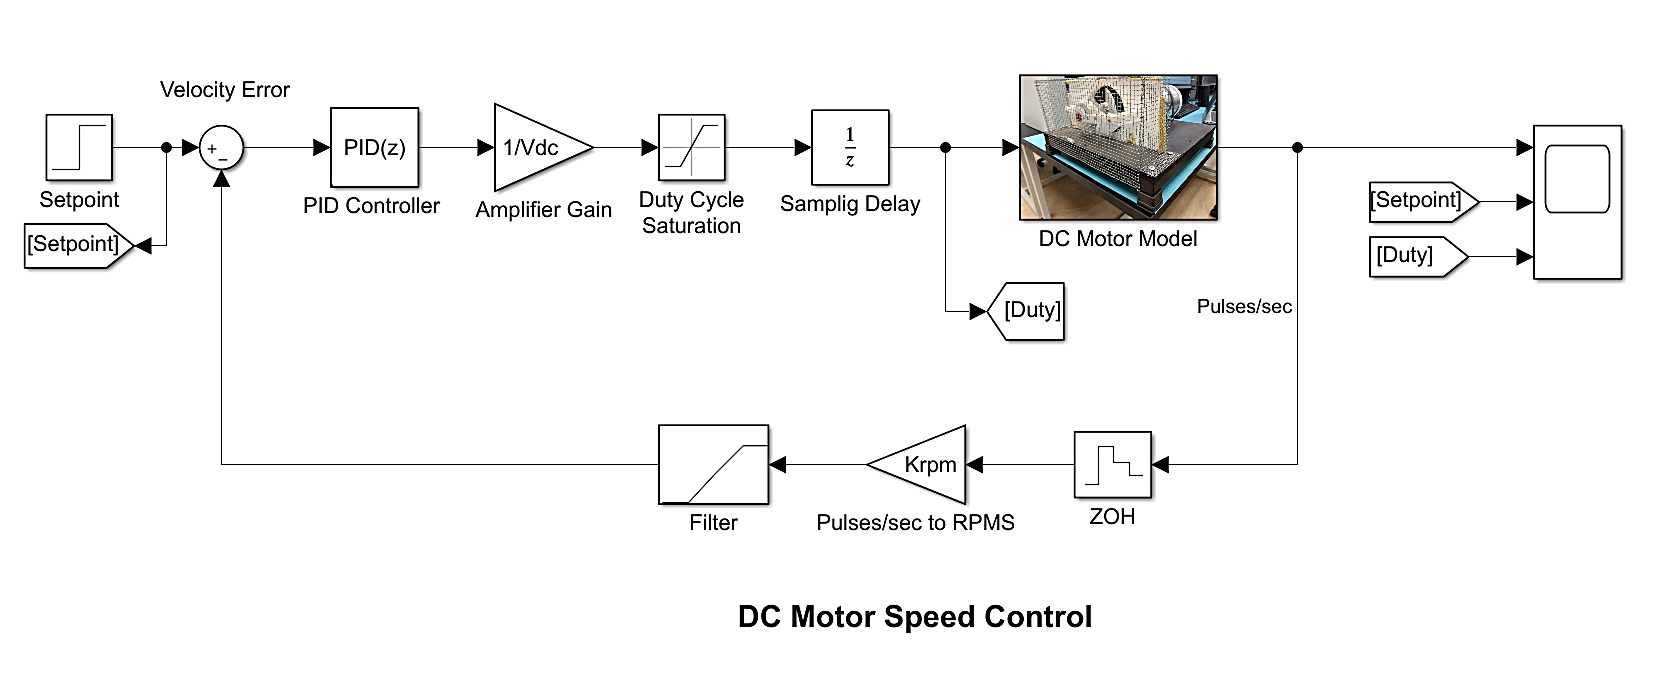 Velocity Error
+
−
PID(z)
1/Vdc
1
z
Setpoint
PID Controller
Amplifier Gain
Duty Cycle
Saturation
Samplig Delay
DC Motor Model
[Setpoint]
[Setpoint]
[Duty]
[Duty]
Pulses/sec
Krpm
Filter
Pulses/sec to RPMS
ZOH
DC Motor Speed Control